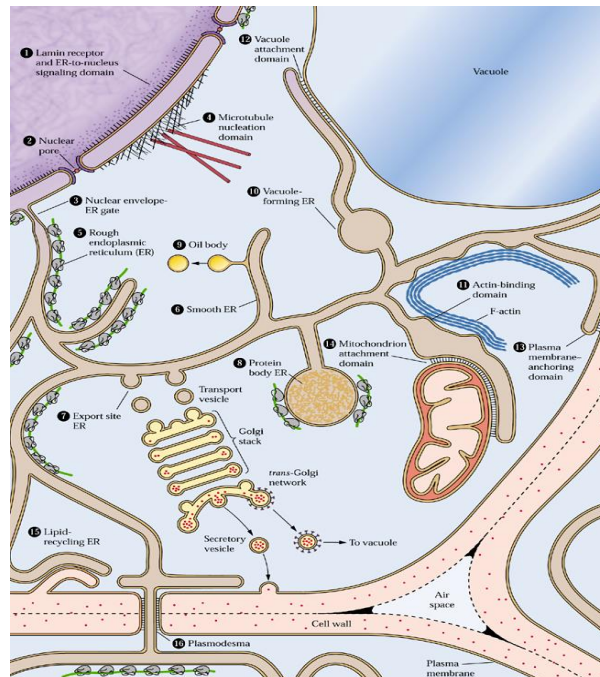 1 Lamin receptor
and ER-to-nucleus
signaling domain
12 Vacuole
attachment
domain
Vacuole
2 Nuclear
pore
4 Microtubule
nucleation
domain
3 Nuclear envelope-
ER gate
10 Vacuole-
forming ER
5 Rough
endoplasmic
reticulum (ER)
9 Oil body
6 Smooth ER
11 Actin-binding
domain
F-actin
8 Protein
body ER
14 Mitochondrion
attachment
domain
13 Plasma
membrane-
anchoring
domain
7 Export site
ER
Transport
vesicle
Golgi
stack
trans-Golgi
network
15 Lipid-
recycling ER
Secretory
vesicle
To vacuole
Air
space
Cell wall
16 Plasmodesma
Plasma
membrane